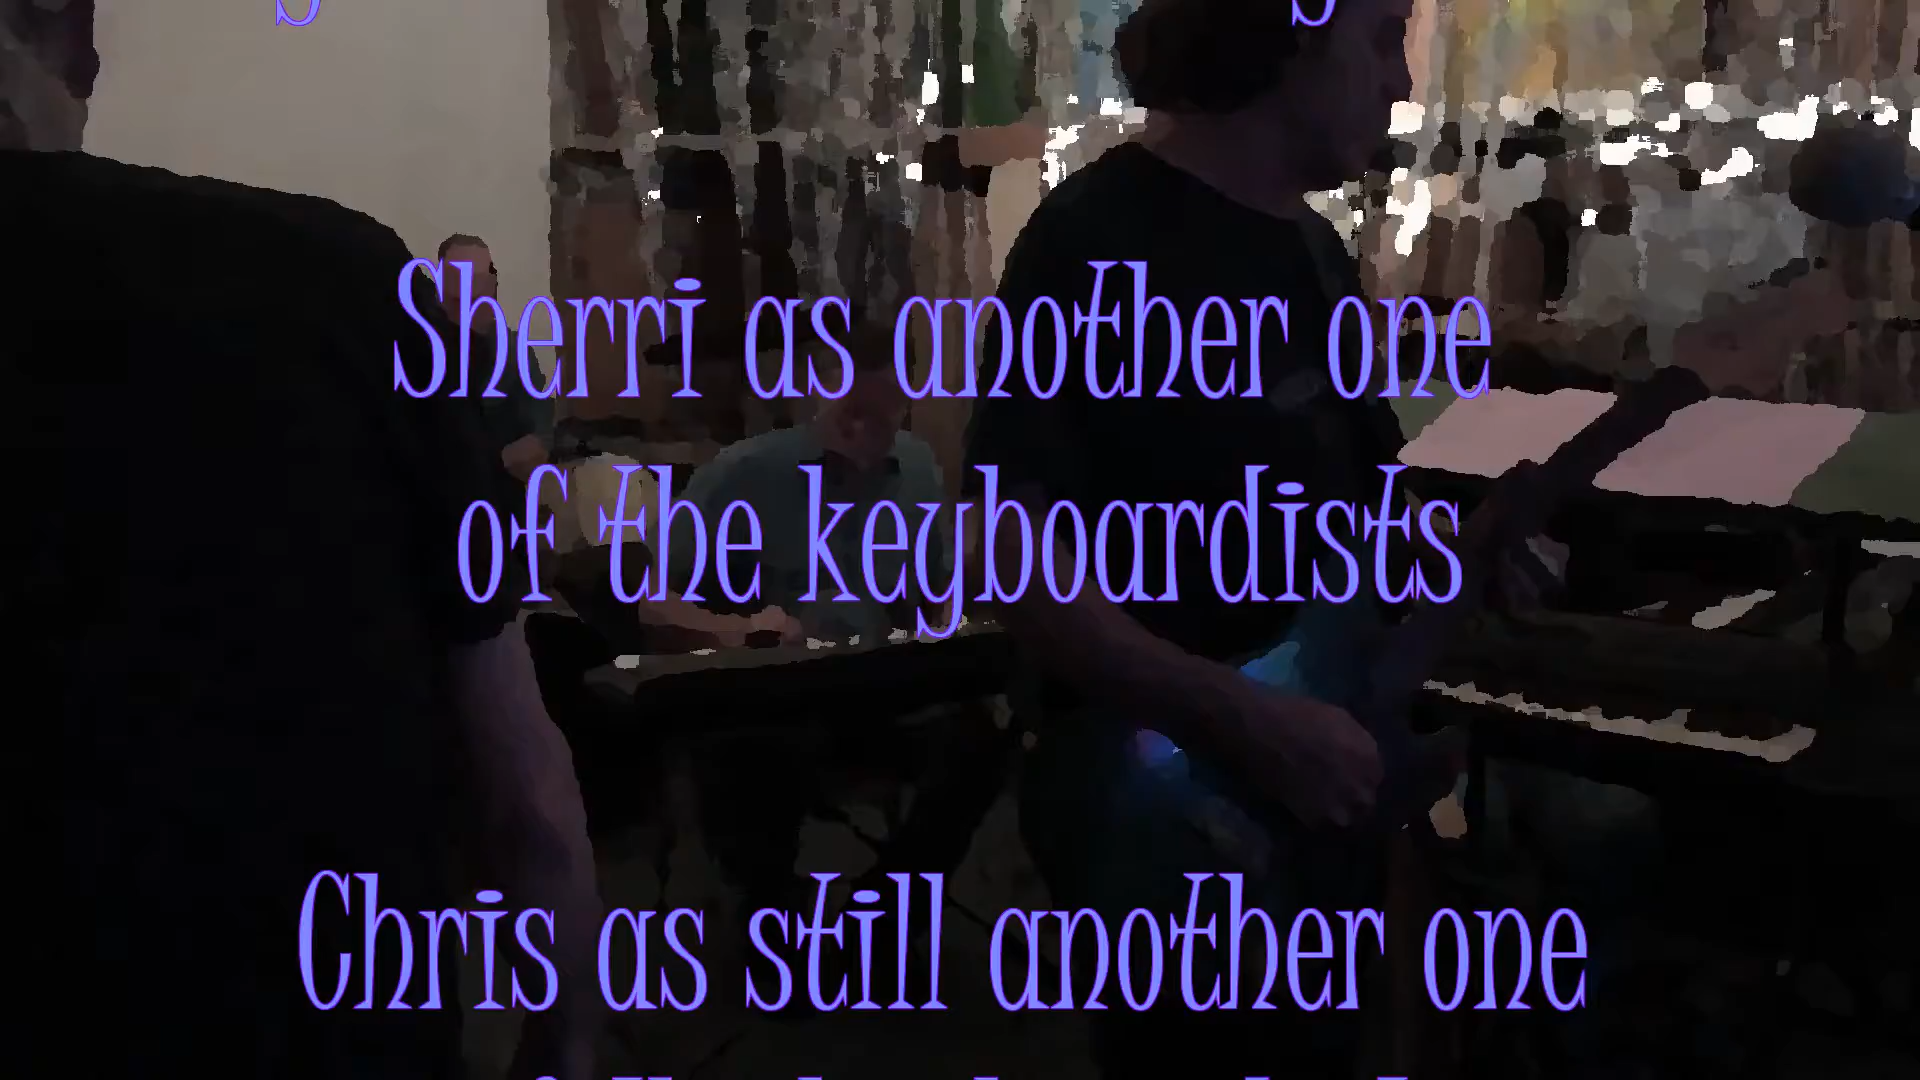 Sherri as another one
of the keyboardists
Chris as still another one